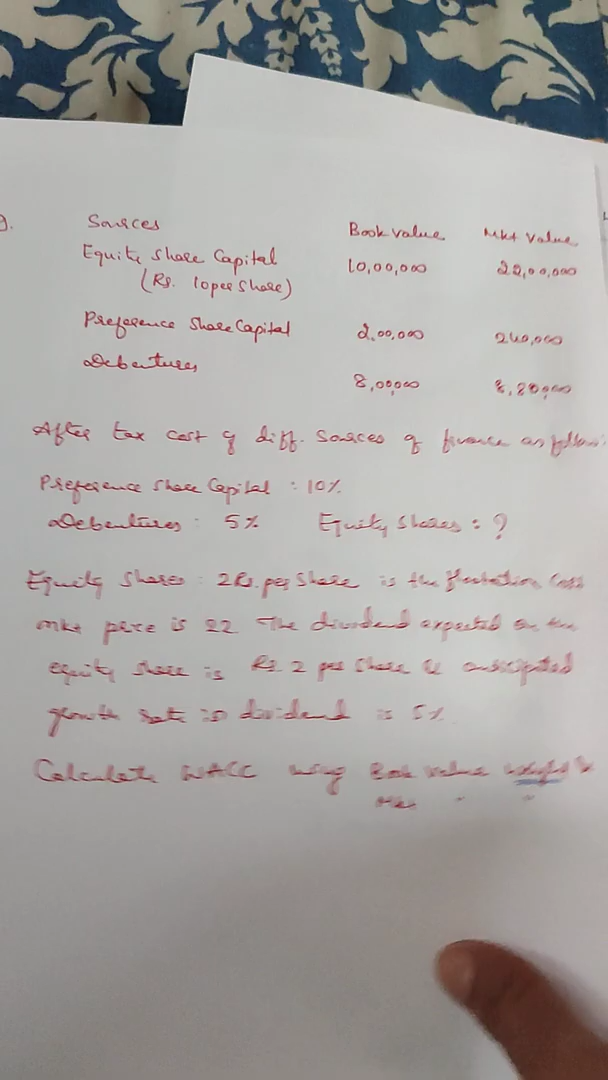 9.
Sources Book Value Mkt Value
Equity Share Capital 10,00,000 22,00,000
(Rs. 10 per Share)
Preference Share Capital 2,00,000 240,000
Debentures 8,00,000
After tax cost of diff. Sources of finance as follows:
Preference Share Capital : 10%
Debentures : 5% Equity Shares : ?
Equity Shares : 2 Rs. per Share is the floatation Cost
mkt price is 22 The dividend expected on the
equity share is Rs. 2 per Share & anticipated
growth rate in dividend is 5%
Calculate WACC using Book Value weights &
Mkt " "